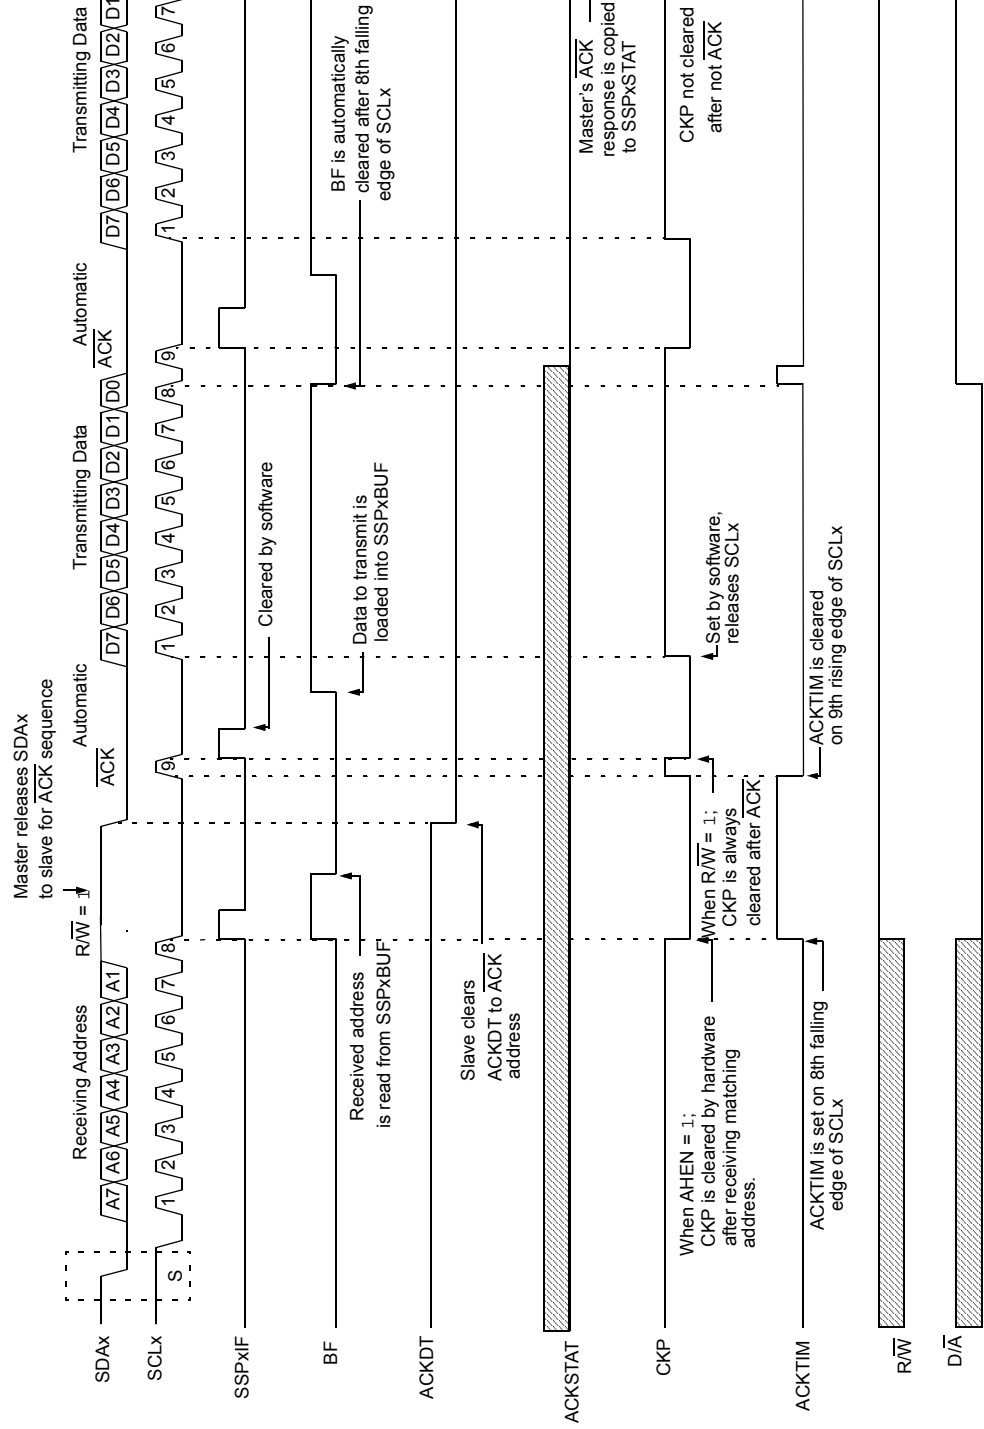 Master releases SDAx
to slave for ACK sequence
Receiving Address
R/W = 1
ACK
Automatic
Transmitting Data
ACK
Automatic
Transmitting Data
SDAx
A7 A6 A5 A4 A3 A2 A1
D7 D6 D5 D4 D3 D2 D1 D0
D7 D6 D5 D4 D3 D2 D1
SCLx
S
1 2 3 4 5 6 7 8 9
1 2 3 4 5 6 7 8 9
1 2 3 4 5 6 7
SSPxIF
Cleared by software
BF
Received address
is read from SSPxBUF
Data to transmit is
loaded into SSPxBUF
BF is automatically
cleared after 8th falling
edge of SCLx
ACKDT
Slave clears
ACKDT to ACK
address
ACKSTAT
Master's ACK
response is copied
to SSPxSTAT
CKP
When AHEN = 1;
CKP is cleared by hardware
after receiving matching
address.
When R/W = 1;
CKP is always
cleared after ACK
Set by software,
releases SCLx
CKP not cleared
after not ACK
ACKTIM
ACKTIM is set on 8th falling
edge of SCLx
ACKTIM is cleared
on 9th rising edge of SCLx
R/W
D/A